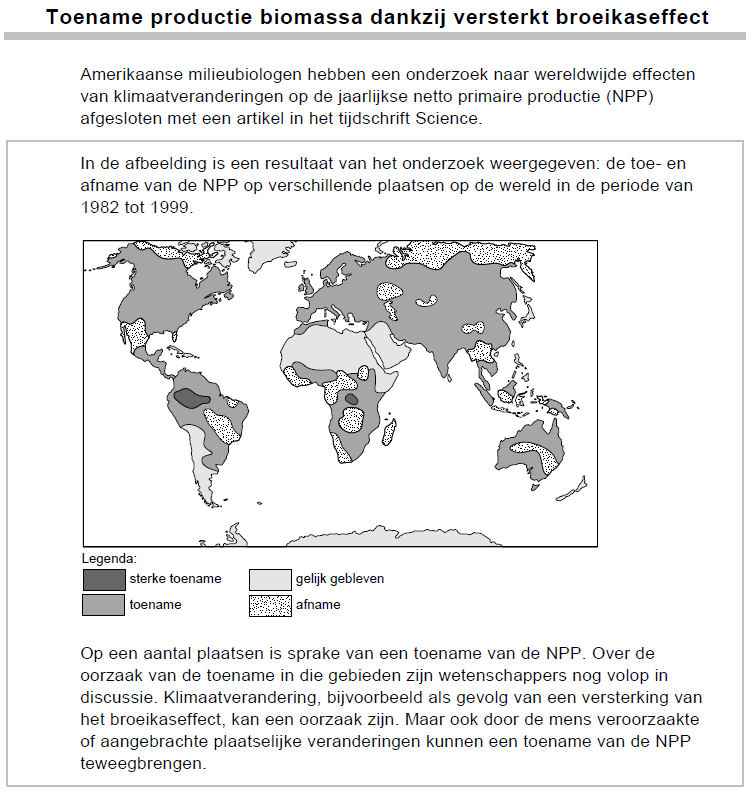 Toename productie biomassa dankzij versterkt broeikaseffect
Amerikaanse milieubiologen hebben een onderzoek naar wereldwijde effecten
van klimaatveranderingen op de jaarlijkse netto primaire productie (NPP)
afgesloten met een artikel in het tijdschrift Science.
In de afbeelding is een resultaat van het onderzoek weergegeven: de toe- en
afname van de NPP op verschillende plaatsen op de wereld in de periode van
1982 tot 1999.
Legenda:
sterke toename
gelijk gebleven
toename
afname
Op een aantal plaatsen is sprake van een toename van de NPP. Over de
oorzaak van de toename in die gebieden zijn wetenschappers nog volop in
discussie. Klimaatverandering, bijvoorbeeld als gevolg van een versterking van
het broeikaseffect, kan een oorzaak zijn. Maar ook door de mens veroorzaakte
of aangebrachte plaatselijke veranderingen kunnen een toename van de NPP
teweegbrengen.